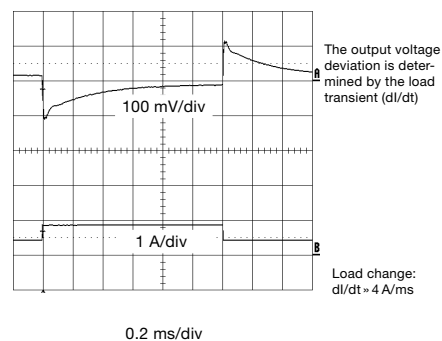 The output voltage
deviation is deter-
mined by the load
transient (dI/dt)
A
100 mV/div
1 A/div
B
Load change:
dI/dt » 4 A/ms
0.2 ms/div